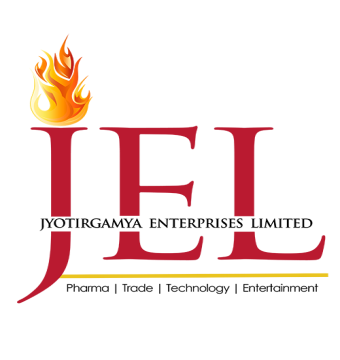 JEL
JYOTIRGAMYA ENTERPRISES LIMITED
Pharma | Trade | Technology | Entertainment